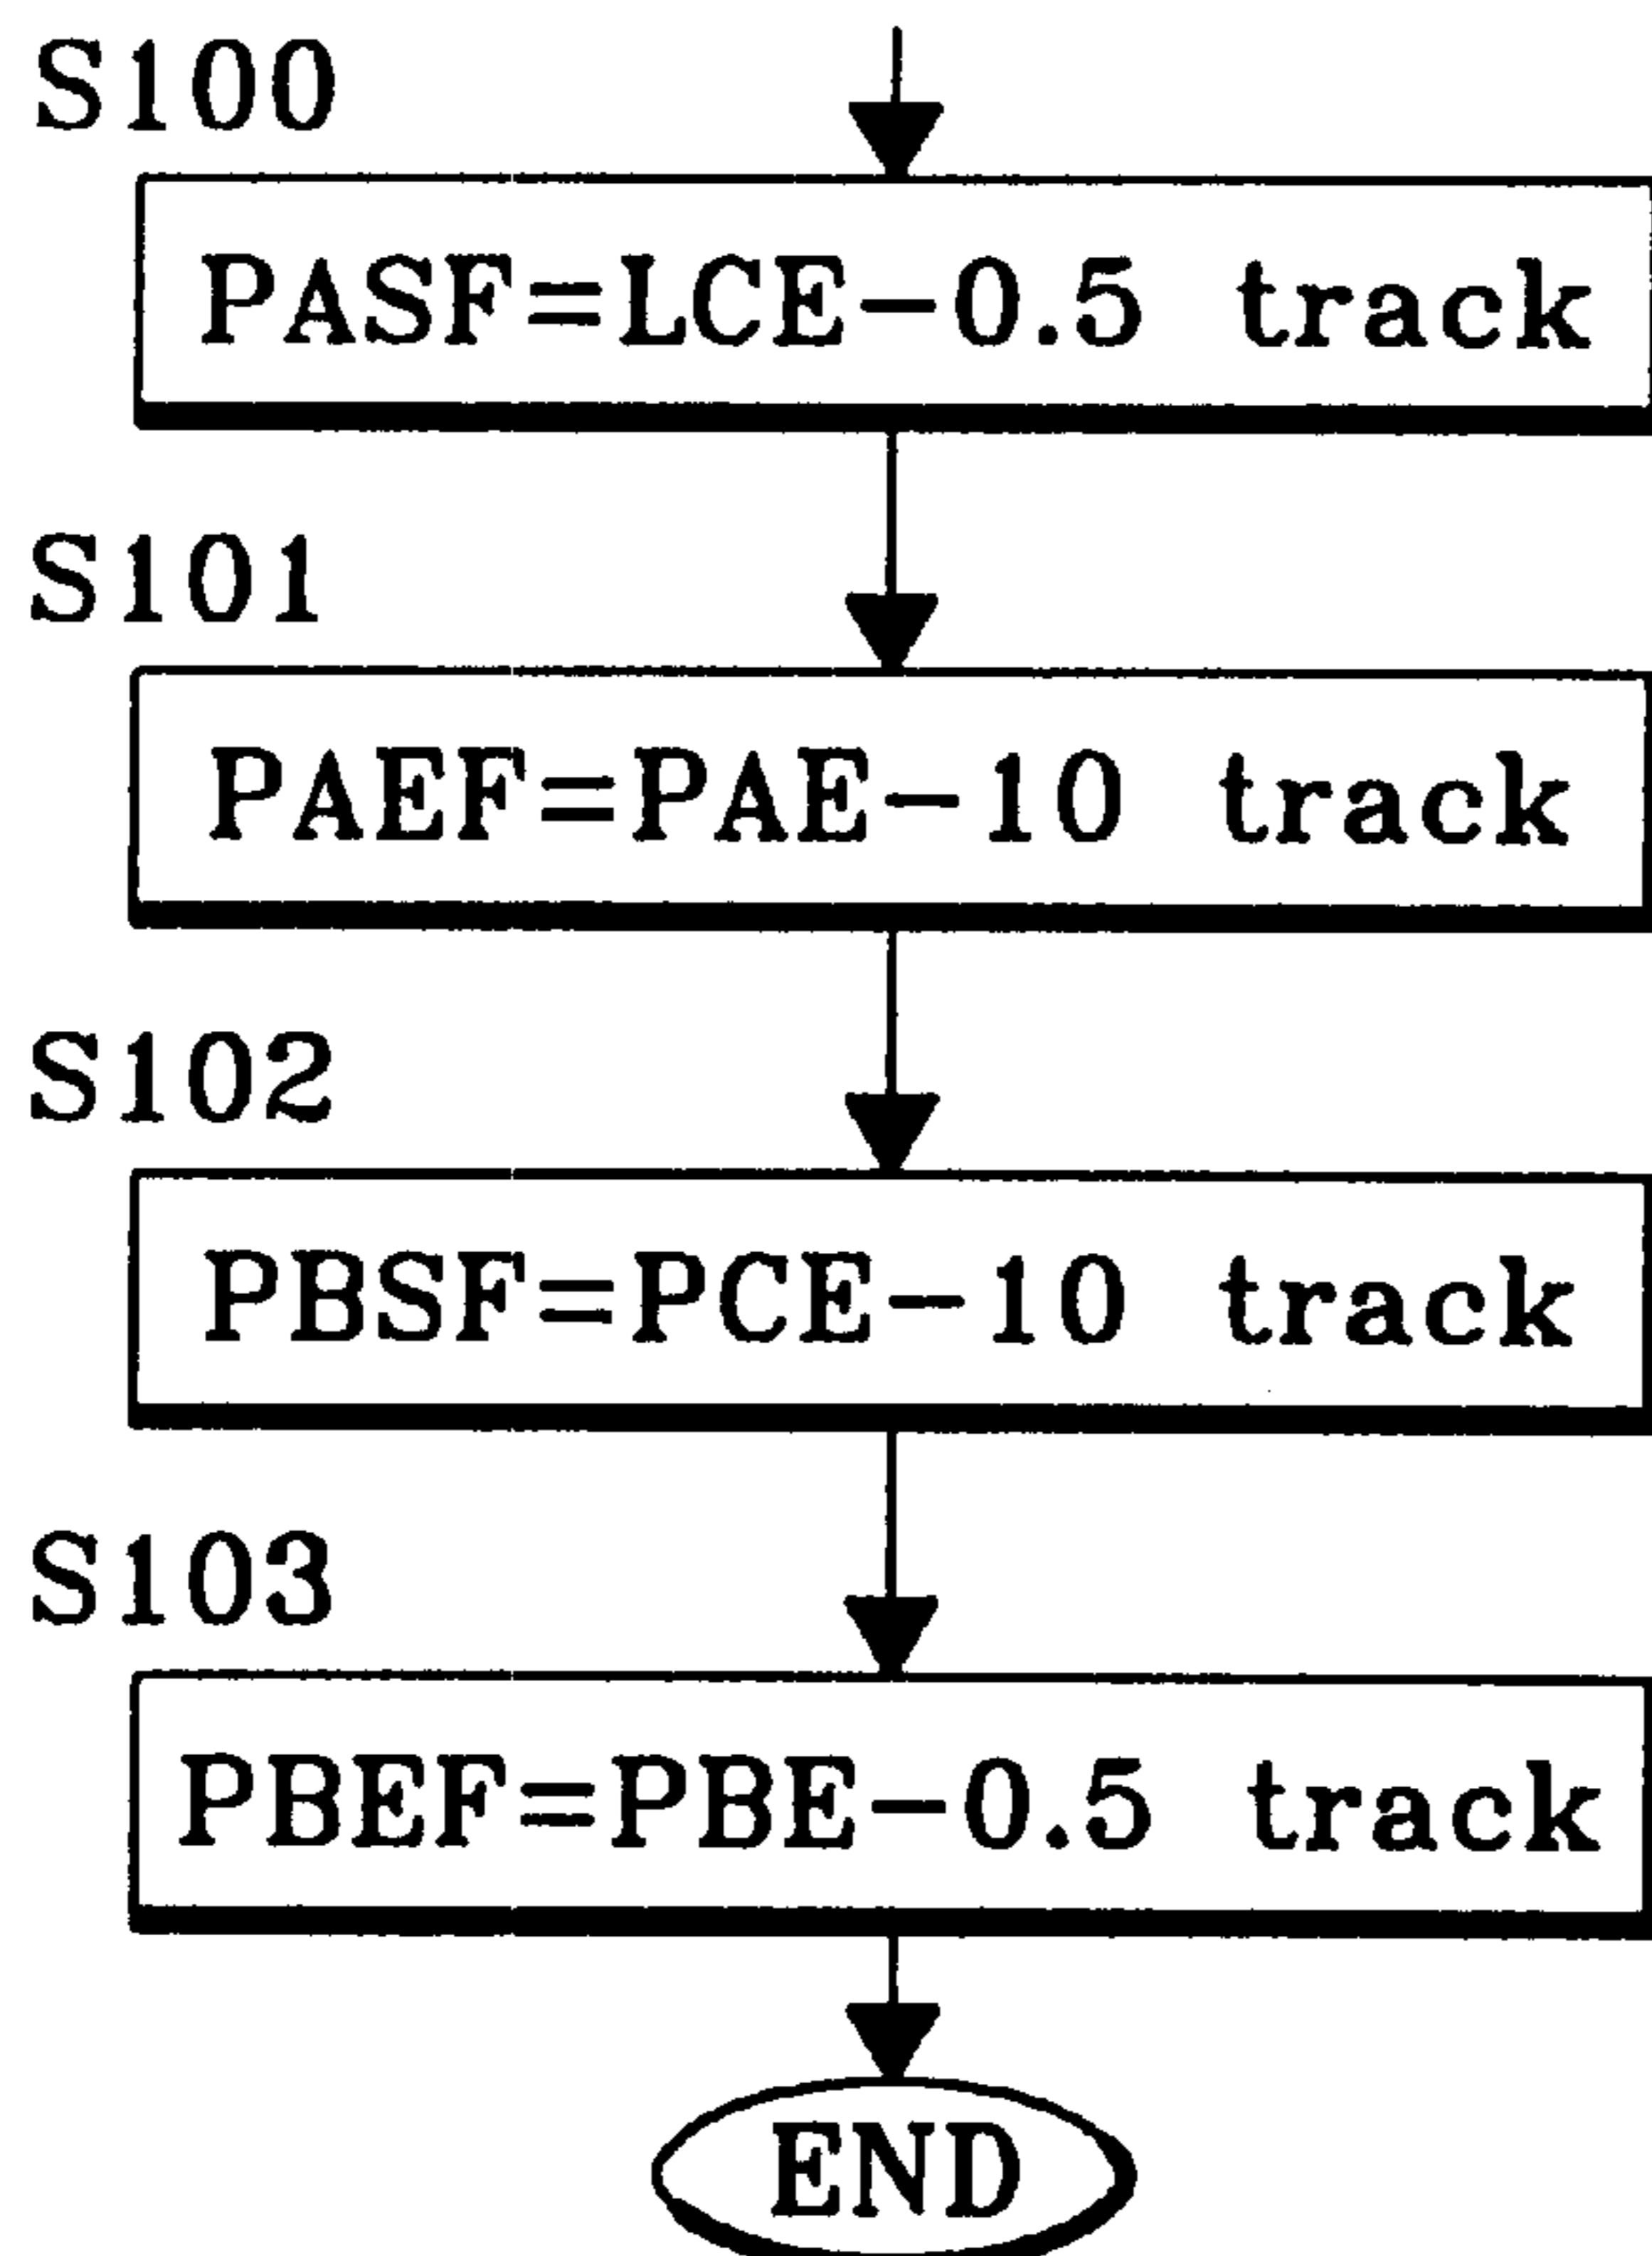 S100
PASF=LCE-0.5 track
S101
PAEF=PAE-10 track
S102
PBSF=PCE-10 track
S103
PBEF=PBE-0.5 track
END